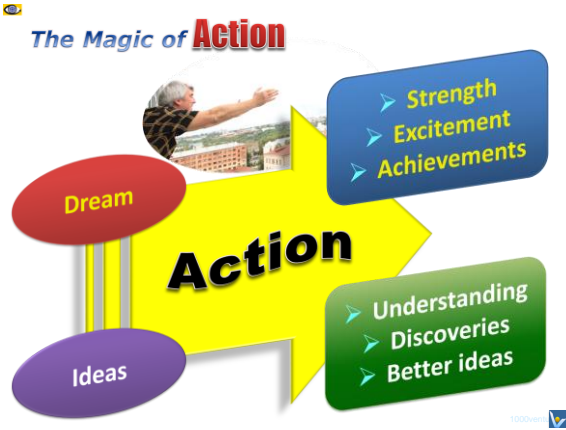 The Magic of Action
Strength
Excitement
Achievements
Dream
Action
Understanding
Discoveries
Better ideas
Ideas